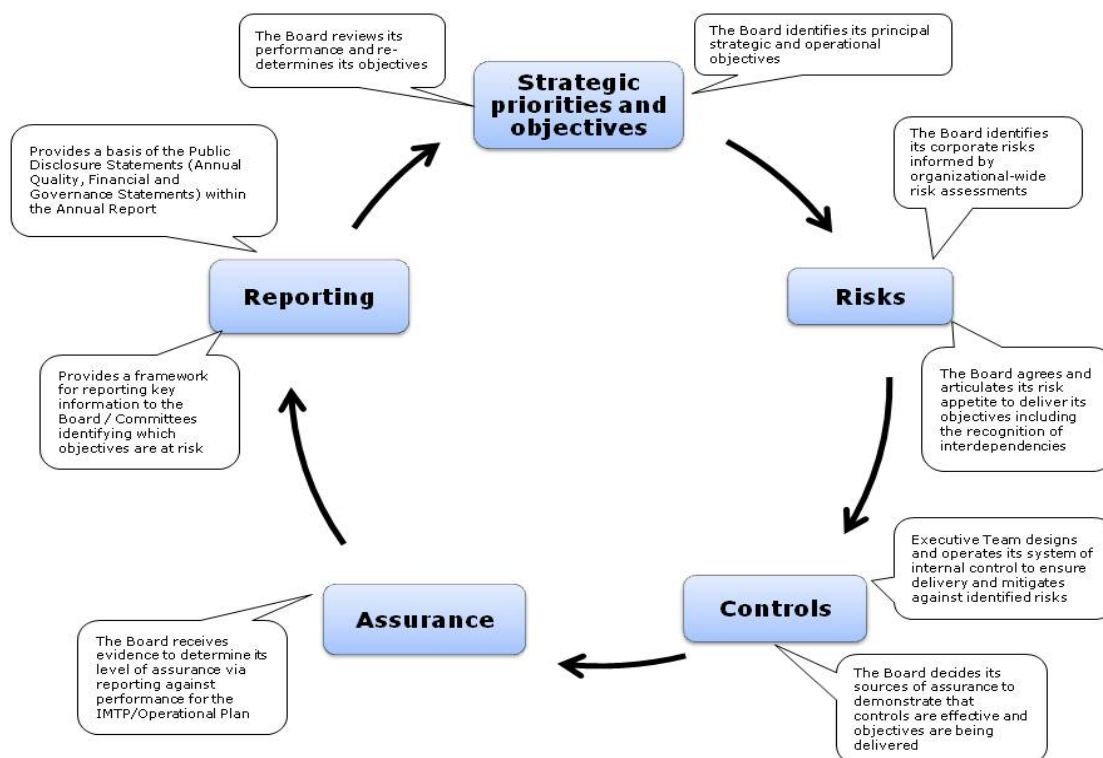 The Board reviews its
performance and re-
determines its objectives
The Board identifies its principal
strategic and operational
objectives
Strategic
priorities and
objectives
The Board identifies
its corporate risks
informed by
organizational-wide
risk assessments
Provides a basis of the Public
Disclosure Statements (Annual
Quality, Financial and
Governance Statements) within
the Annual Report
Reporting
Risks
Provides a framework
for reporting key
information to the
Board / Committees
identifying which
objectives are at risk
The Board agrees and
articulates its risk
appetite to deliver its
objectives including
the recognition of
interdependencies
Executive Team designs
and operates its system of
internal control to ensure
delivery and mitigates
against identified risks
Assurance
Controls
The Board receives
evidence to determine its
level of assurance via
reporting against
performance for the
IMTP/Operational Plan
The Board decides its
sources of assurance to
demonstrate that
controls are effective and
objectives are being
delivered